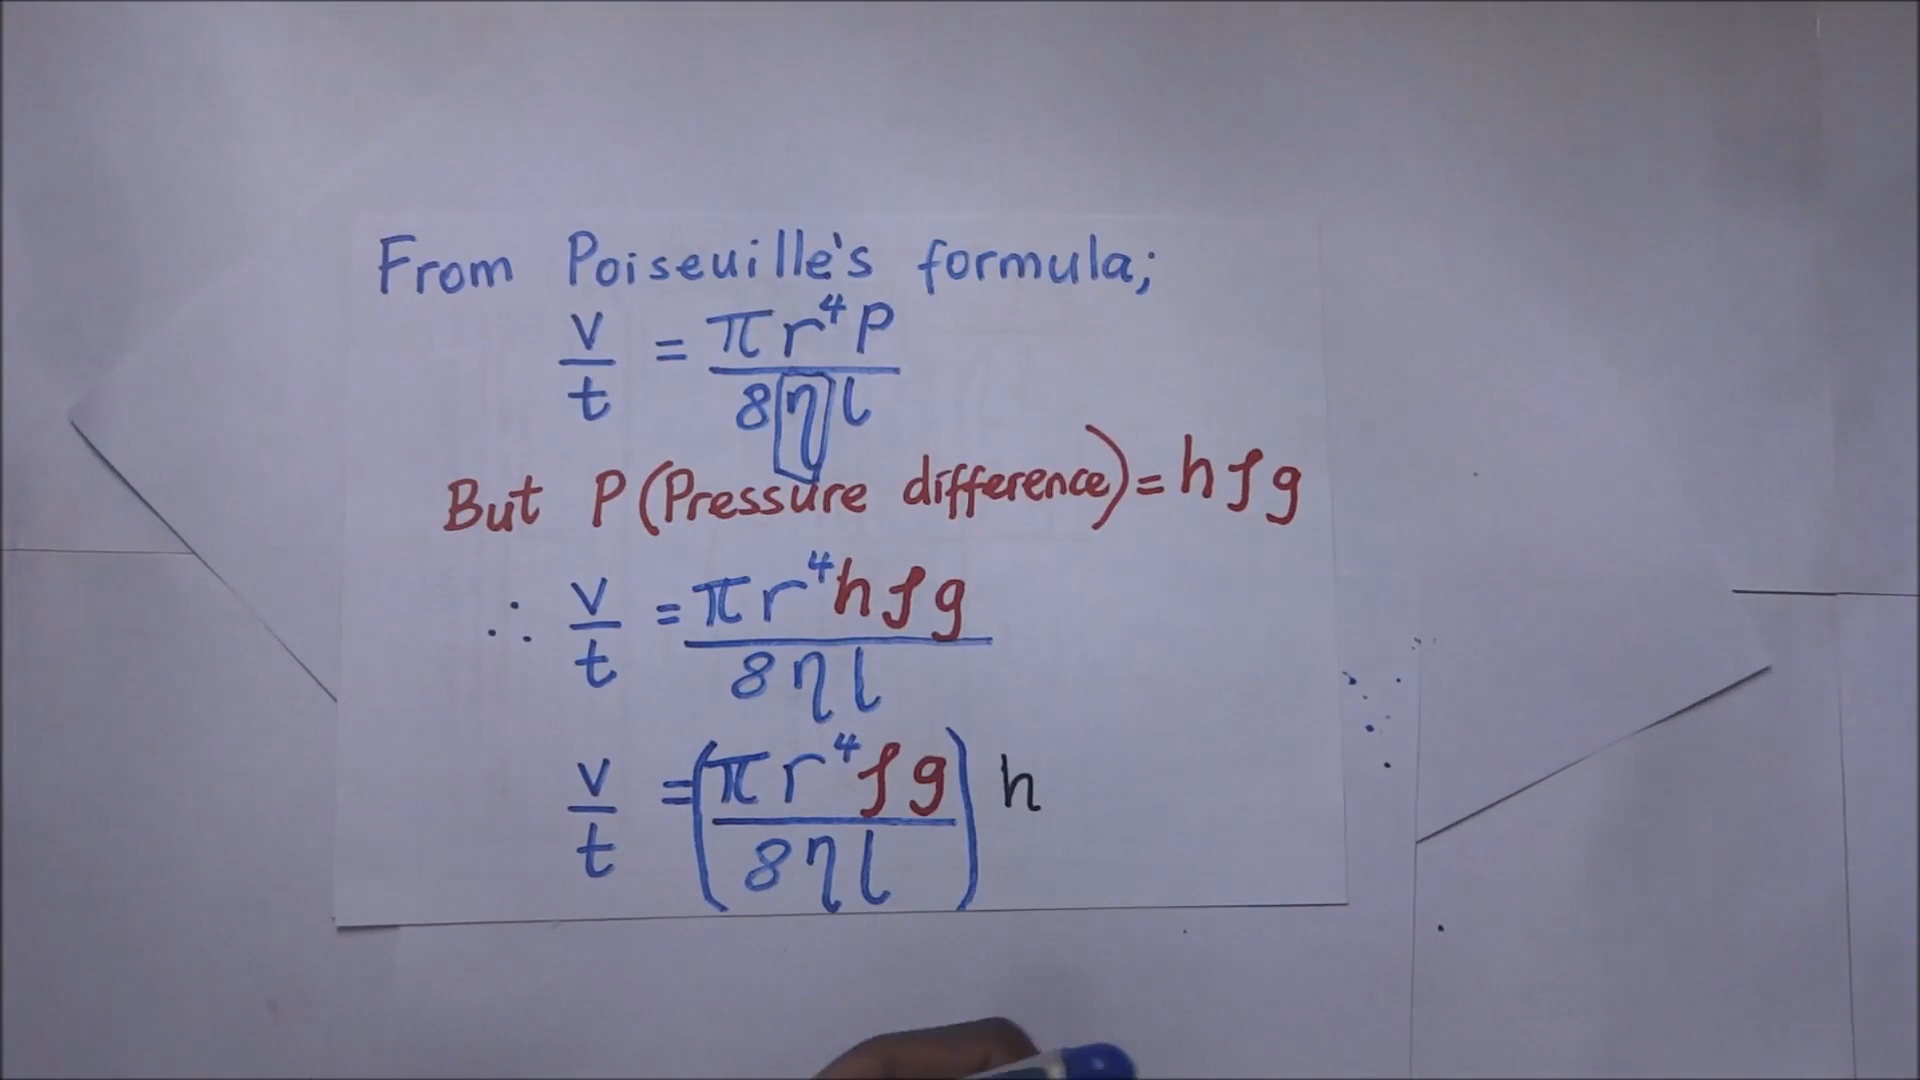 From Poiseuille's formula;
v/t = πr⁴P / 8ηl
But P (Pressure difference) = hρg
∴ v/t = πr⁴hρg / 8ηl
v/t = (πr⁴ρg / 8ηl) h